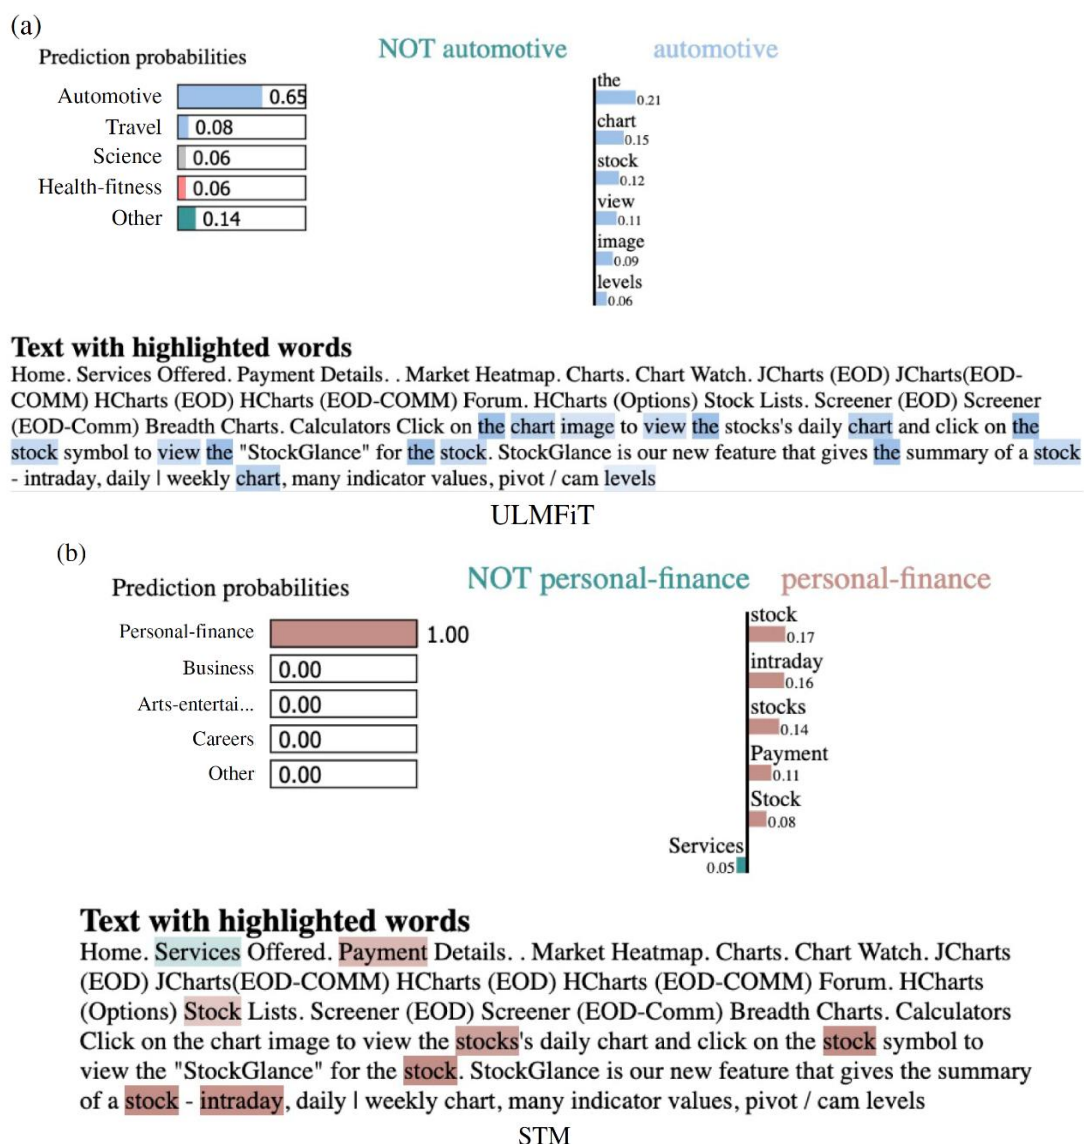 (a)
Prediction probabilities
Automotive 0.65
Travel 0.08
Science 0.06
Health-fitness 0.06
Other 0.14
NOT automotive automotive
the
0.21
chart
0.15
stock
0.12
view
0.11
image
0.09
levels
0.06
Text with highlighted words
Home. Services Offered. Payment Details. . Market Heatmap. Charts. Chart Watch. JCharts (EOD) JCharts(EOD-
COMM) HCharts (EOD) HCharts (EOD-COMM) Forum. HCharts (Options) Stock Lists. Screener (EOD) Screener
(EOD-Comm) Breadth Charts. Calculators Click on the chart image to view the stocks's daily chart and click on the
stock symbol to view the "StockGlance" for the stock. StockGlance is our new feature that gives the summary of a stock
- intraday, daily | weekly chart, many indicator values, pivot / cam levels
ULMFiT
(b)
Prediction probabilities
Personal-finance 1.00
Business 0.00
Arts-entertai... 0.00
Careers 0.00
Other 0.00
NOT personal-finance personal-finance
stock
0.17
intraday
0.16
stocks
0.14
Payment
0.11
Stock
0.08
Services
0.05
Text with highlighted words
Home. Services Offered. Payment Details. . Market Heatmap. Charts. Chart Watch. JCharts
(EOD) JCharts(EOD-COMM) HCharts (EOD) HCharts (EOD-COMM) Forum. HCharts
(Options) Stock Lists. Screener (EOD) Screener (EOD-Comm) Breadth Charts. Calculators
Click on the chart image to view the stocks's daily chart and click on the stock symbol to
view the "StockGlance" for the stock. StockGlance is our new feature that gives the summary
of a stock - intraday, daily | weekly chart, many indicator values, pivot / cam levels
STM